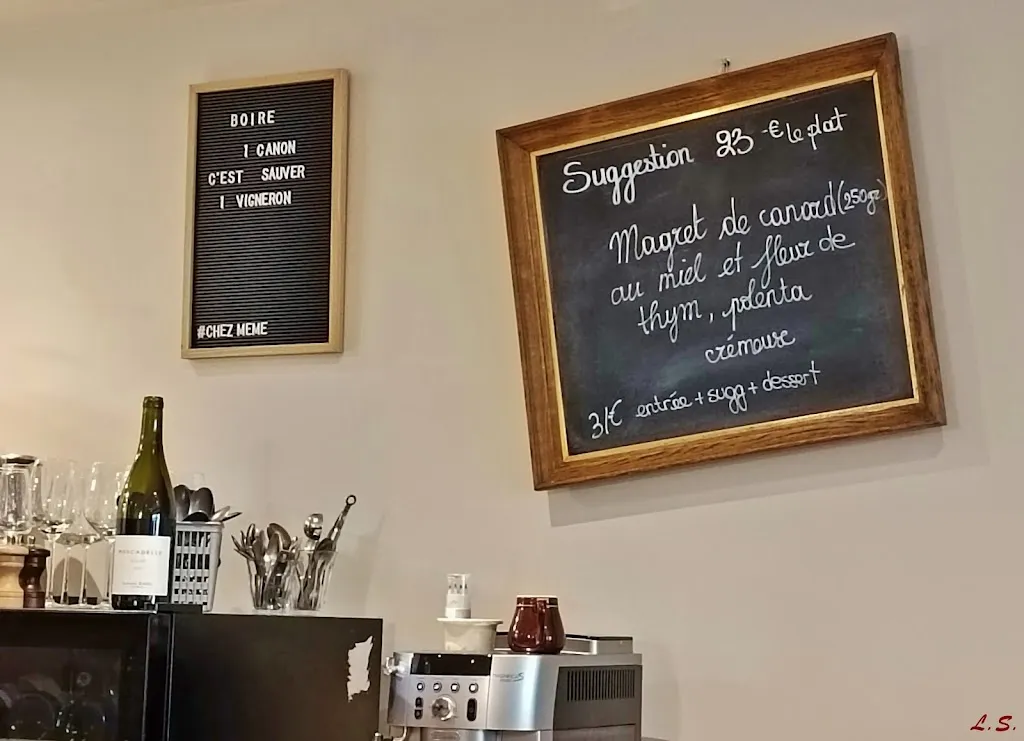 BOIRE
1 CANON
C'EST SAUVER
1 VIGNERON
#CHEZ MEME
Suggestion 23 -€ le plat
Magret de canard (250gr)
au miel et fleur de
thym, polenta
crémeuse
31€ entrée + sugg + dessert
L.S.